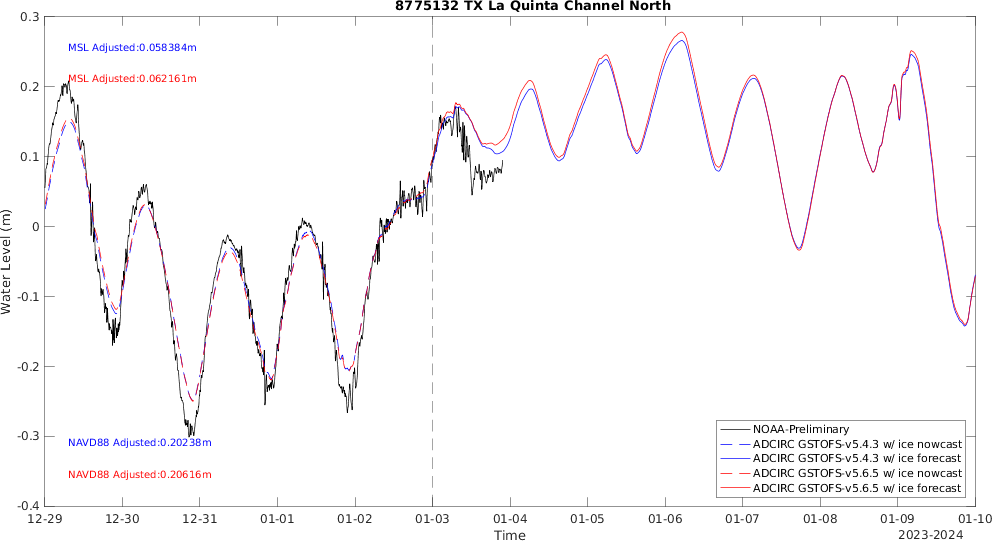 8775132 TX La Quinta Channel North
0.3
0.2
0.1
0
-0.1
-0.2
-0.3
-0.4
Water Level (m)
MSL Adjusted:0.058384m
MSL Adjusted:0.062161m
NAVD88 Adjusted:0.20238m
NAVD88 Adjusted:0.20616m
NOAA-Preliminary
ADCIRC GSTOFS-v5.4.3 w/ ice nowcast
ADCIRC GSTOFS-v5.4.3 w/ ice forecast
ADCIRC GSTOFS-v5.6.5 w/ ice nowcast
ADCIRC GSTOFS-v5.6.5 w/ ice forecast
12-29 12-30 12-31 01-01 01-02 01-03 01-04 01-05 01-06 01-07 01-08 01-09 01-10
Time
2023-2024